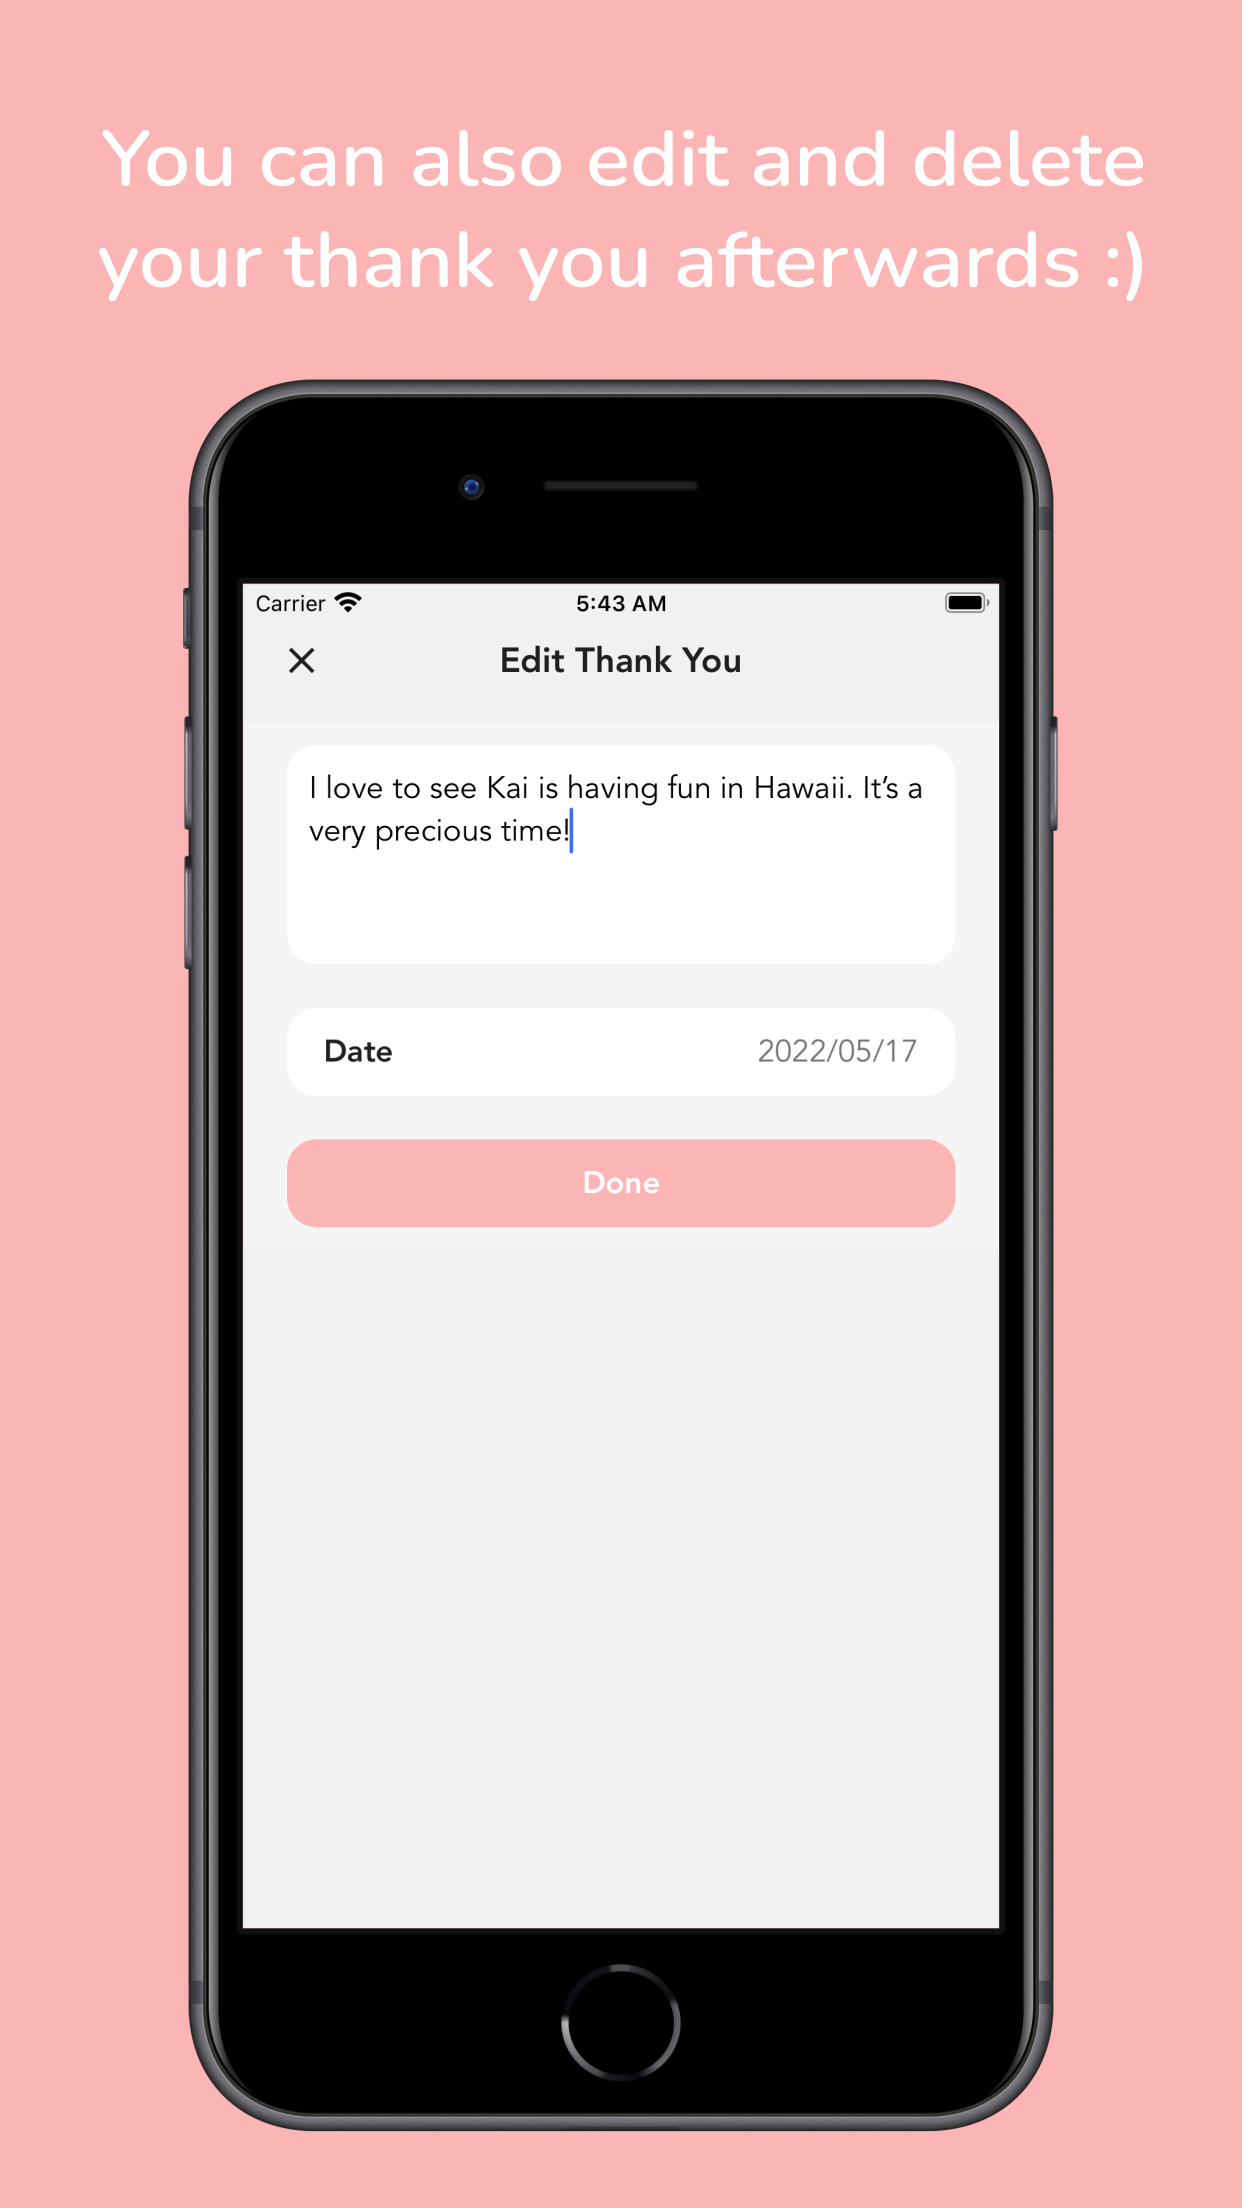 You can also edit and delete
your thank you afterwards :)
Carrier
5:43 AM
Edit Thank You
I love to see Kai is having fun in Hawaii. It’s a
very precious time!
Date
2022/05/17
Done